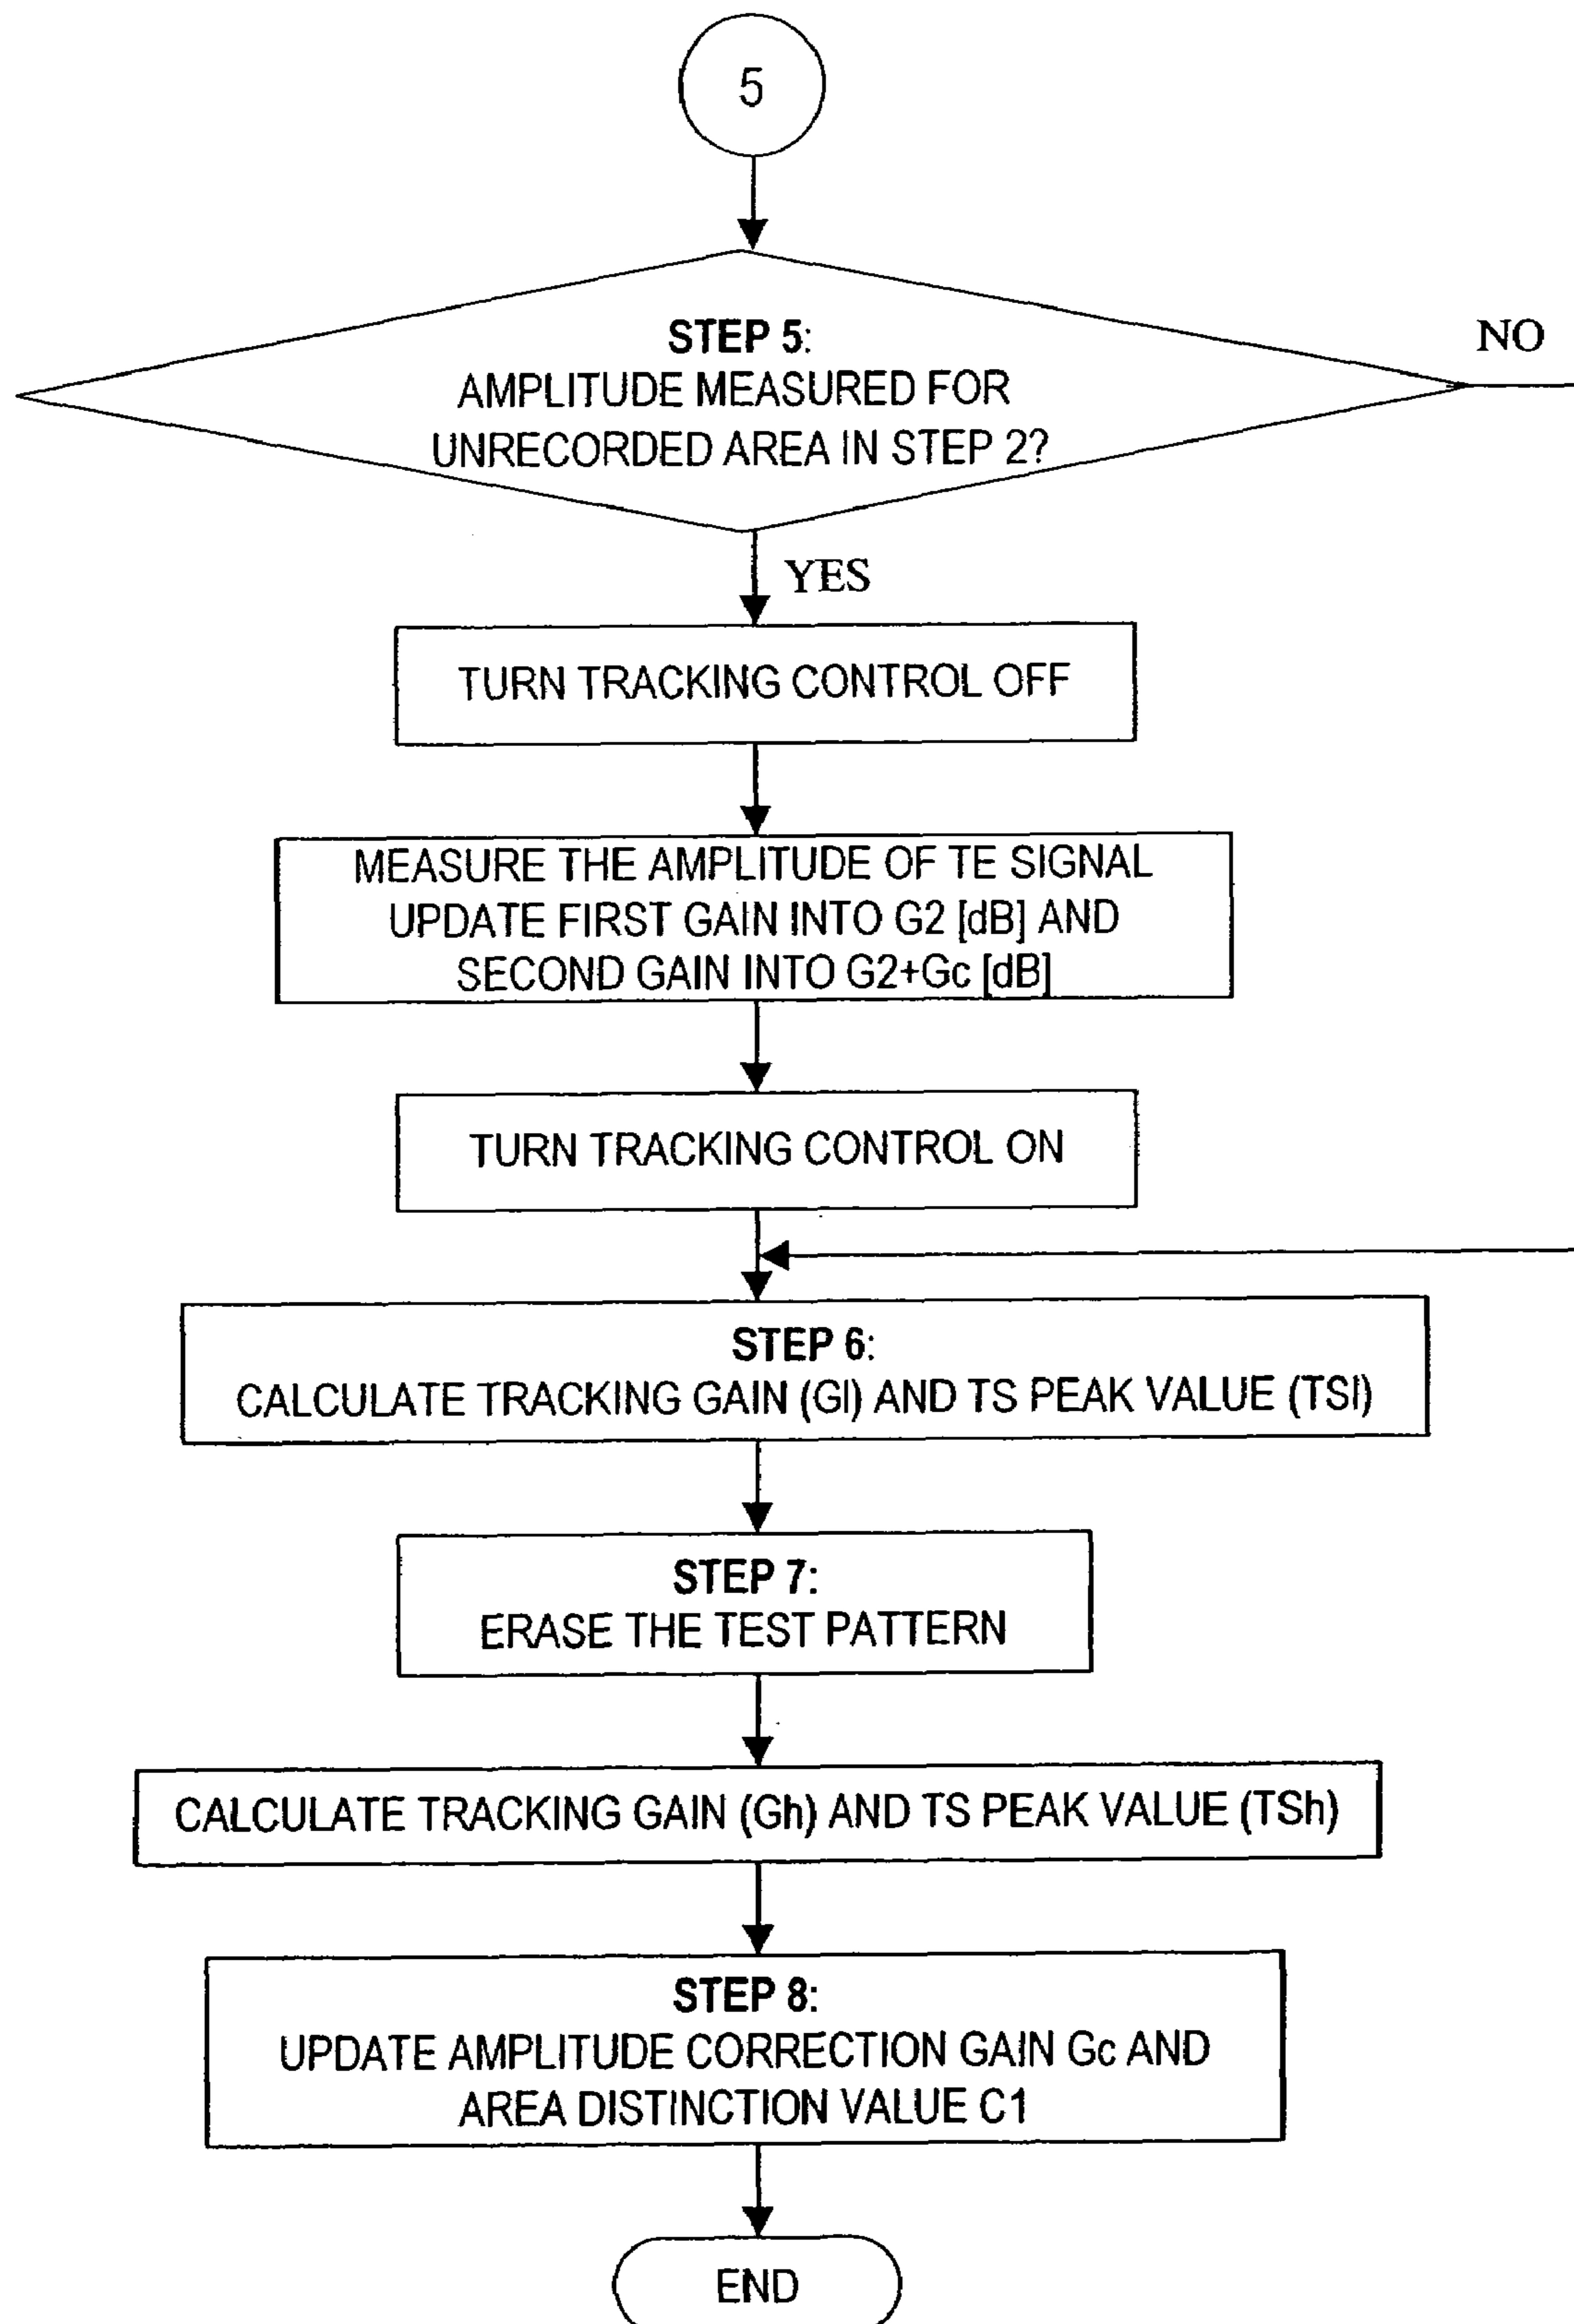 5
STEP 5:
AMPLITUDE MEASURED FOR
UNRECORDED AREA IN STEP 2?
NO
YES
TURN TRACKING CONTROL OFF
MEASURE THE AMPLITUDE OF TE SIGNAL
UPDATE FIRST GAIN INTO G2 [dB] AND
SECOND GAIN INTO G2+Gc [dB]
TURN TRACKING CONTROL ON
STEP 6:
CALCULATE TRACKING GAIN (Gl) AND TS PEAK VALUE (TSl)
STEP 7:
ERASE THE TEST PATTERN
CALCULATE TRACKING GAIN (Gh) AND TS PEAK VALUE (TSh)
STEP 8:
UPDATE AMPLITUDE CORRECTION GAIN Gc AND
AREA DISTINCTION VALUE C1
END